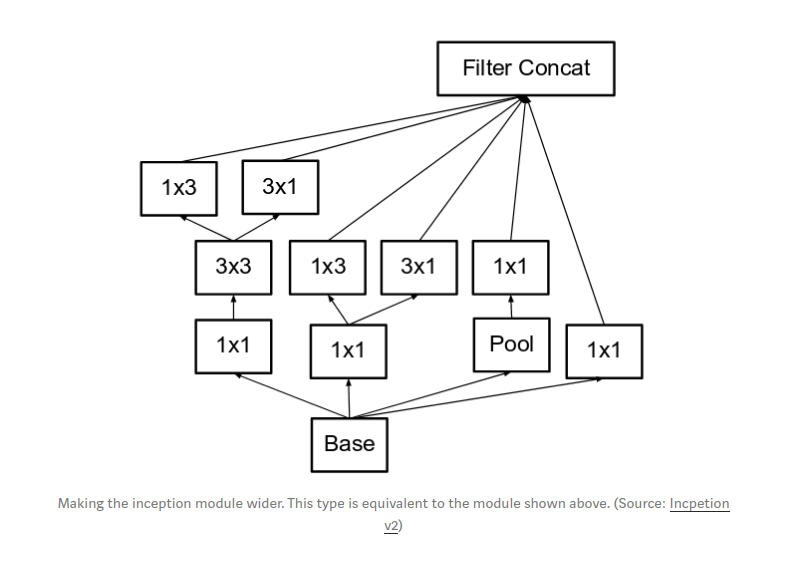 Filter Concat
1x3
3x1
3x3
1x3
3x1
1x1
1x1
1x1
Pool
1x1
Base
Making the inception module wider. This type is equivalent to the module shown above. (Source: Incpetion
v2)